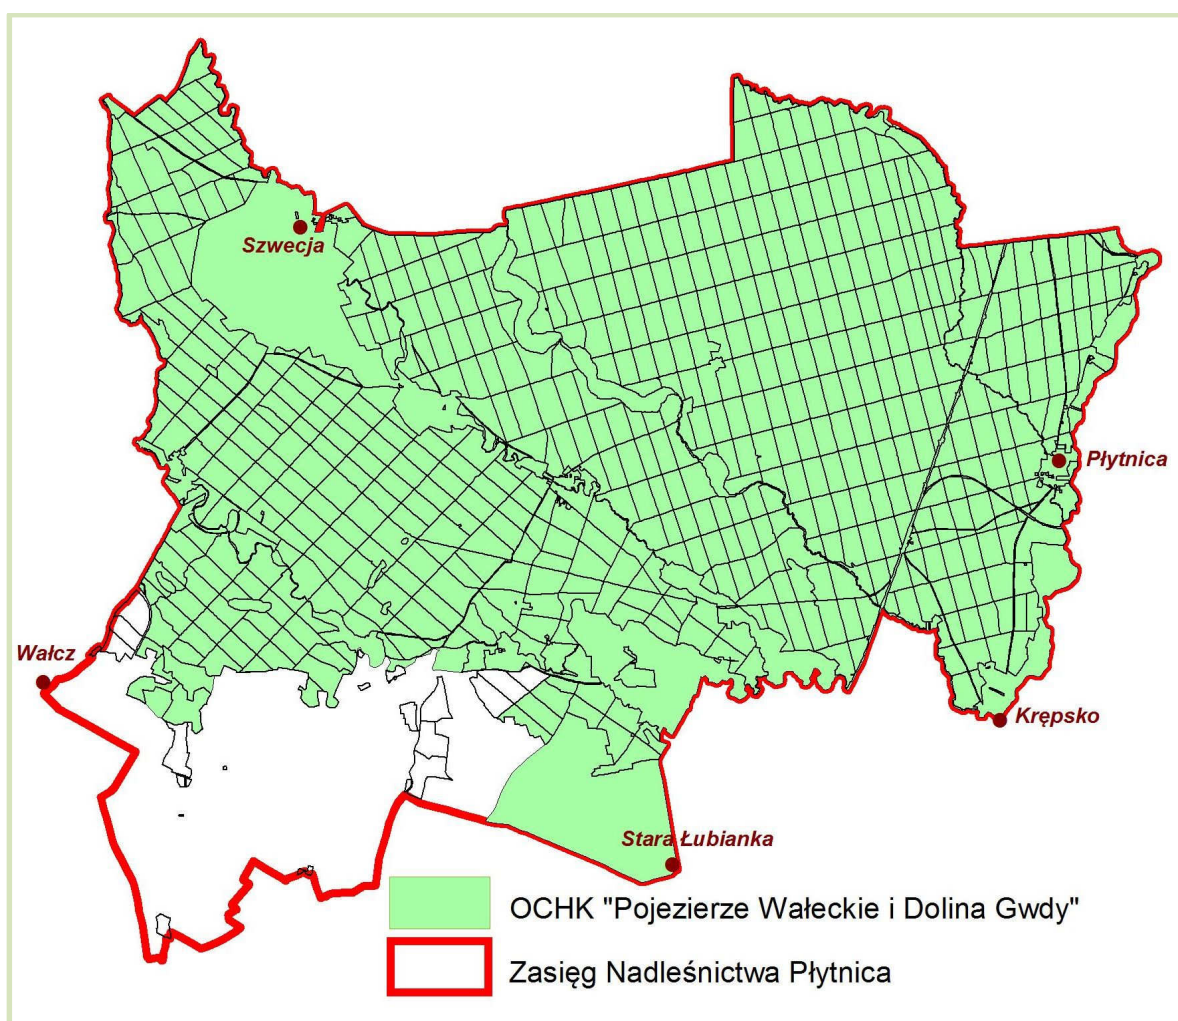 Szwecja
Płytnica
Wałcz
Krępsko
Stara Łubianka
OCHK "Pojezierze Wałeckie i Dolina Gwdy"
Zasięg Nadleśnictwa Płytnica